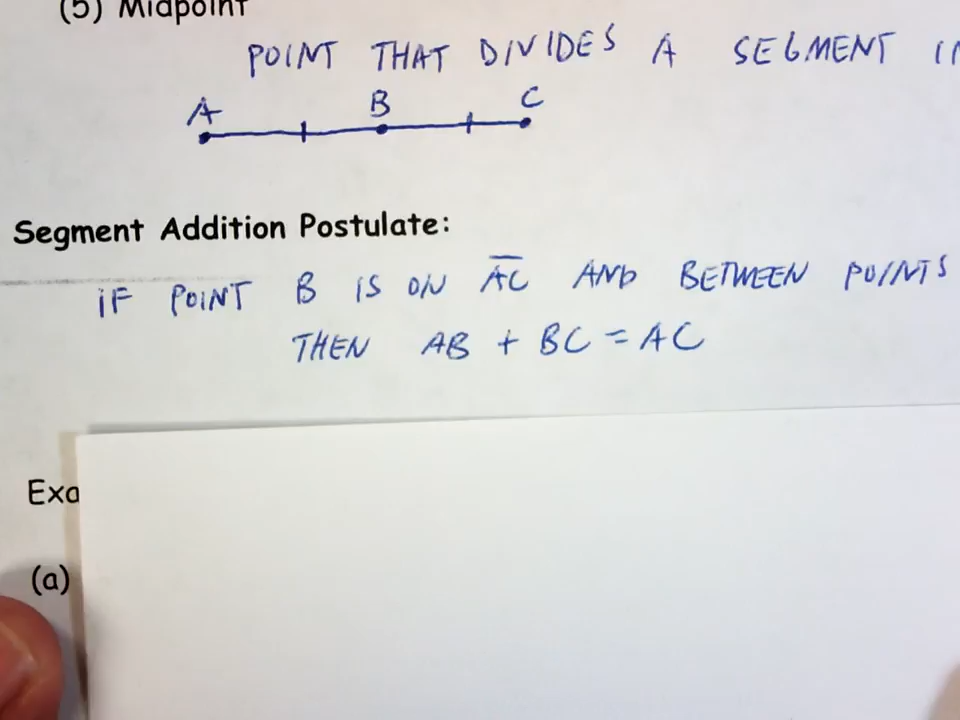 (5) Midpoint
POINT THAT DIVIDES A SEGMENT
A B C
Segment Addition Postulate:
IF POINT B IS ON A̅C̅ AND BETWEEN POINTS
THEN AB + BC = AC
Exa
(a)